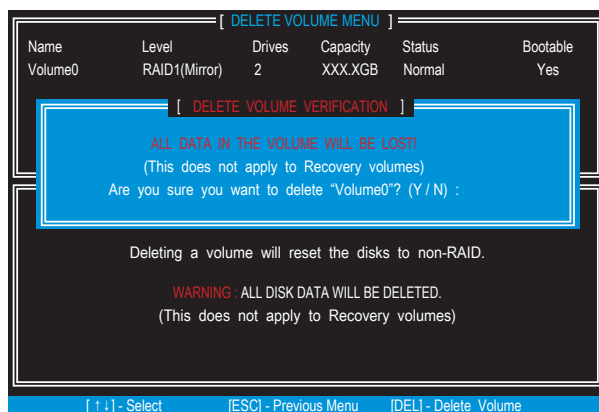 [ DELETE VOLUME MENU ]
Name Level Drives Capacity Status Bootable
Volume0 RAID1(Mirror) 2 XXX.XGB Normal Yes
[ DELETE VOLUME VERIFICATION ]
ALL DATA IN THE VOLUME WILL BE LOST!
(This does not apply to Recovery volumes)
Are you sure you want to delete “Volume0”? (Y / N) :
Deleting a volume will reset the disks to non-RAID.
WARNING : ALL DISK DATA WILL BE DELETED.
(This does not apply to Recovery volumes)
[ ↑↓] - Select [ESC] - Previous Menu [DEL] - Delete Volume